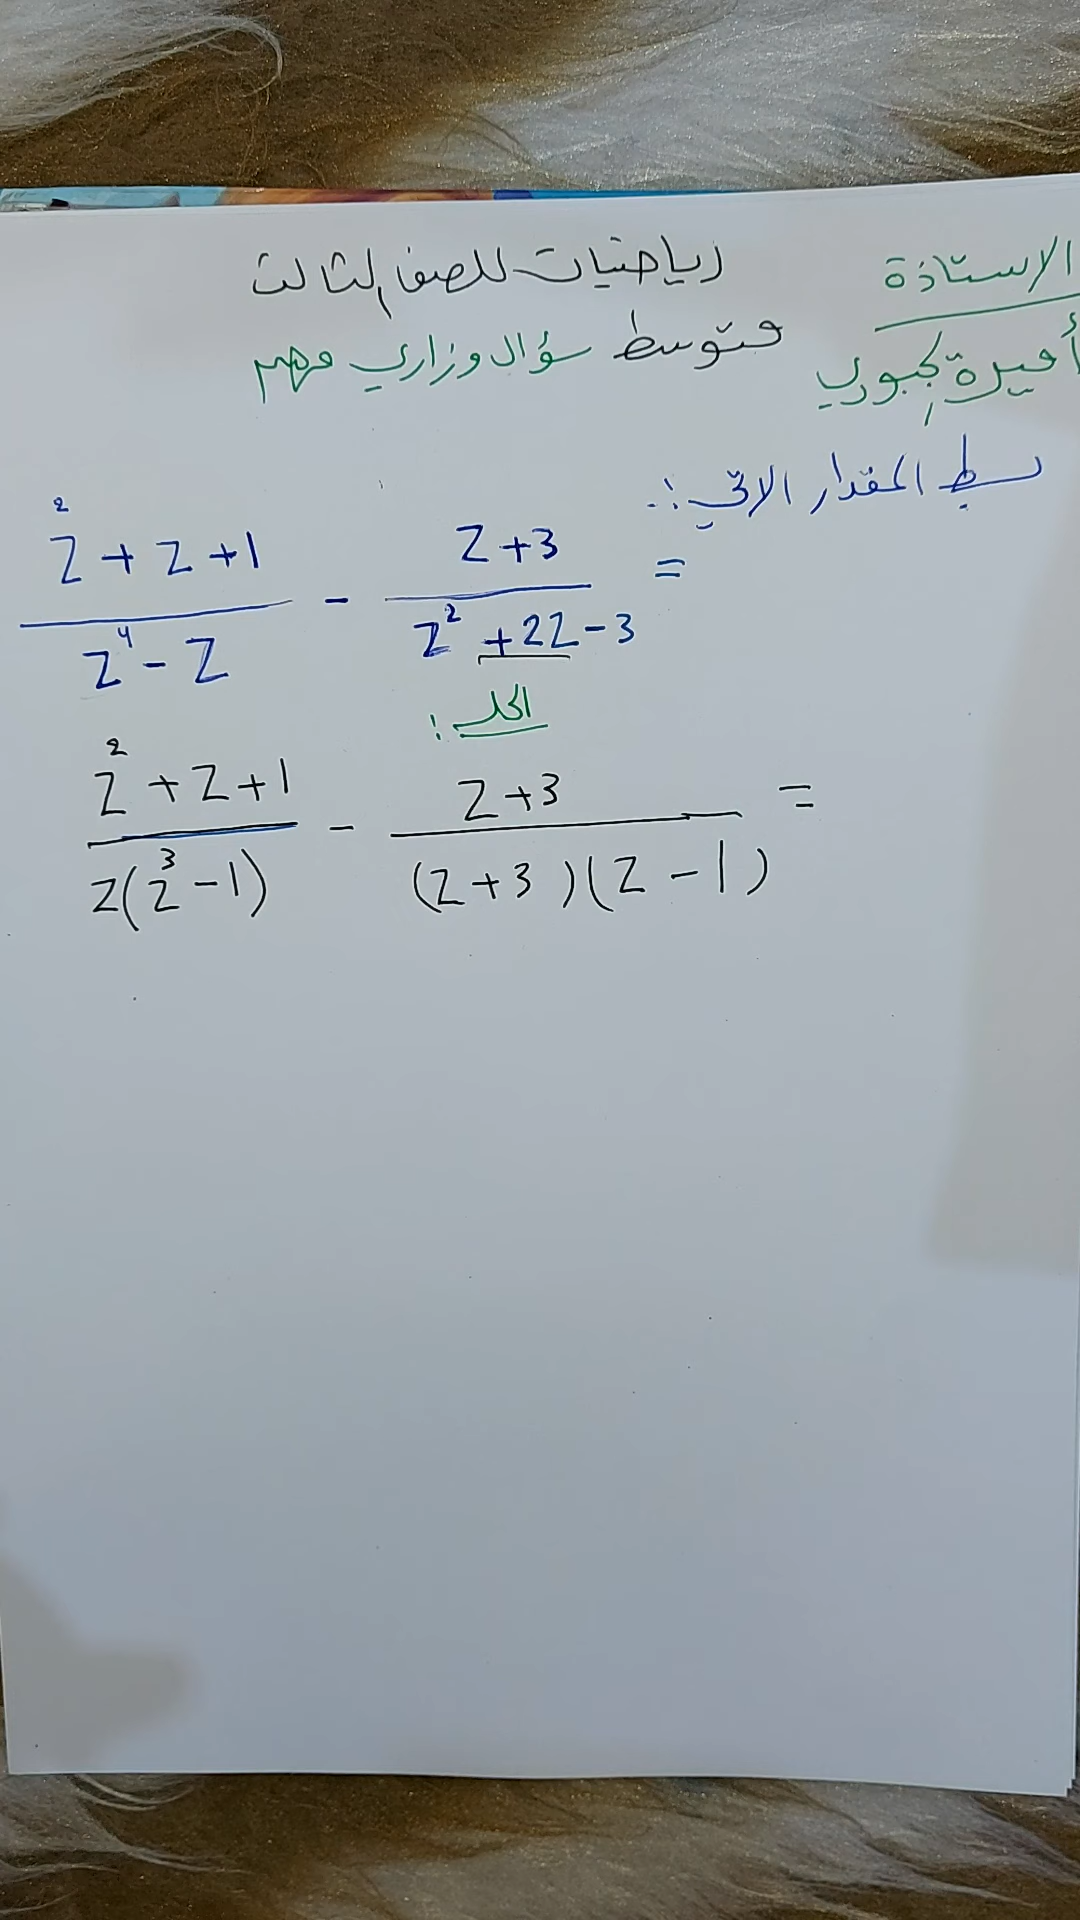 رياضيات للصف الثالث
الاستاذة
متوسط سؤال وزاري مهم
أميرة الجبوري
بسط المقدار الاتي :.
z² + z + 1 / z⁴ - z - z + 3 / z² + 2z - 3 =
الحل :
z² + z + 1 / z(z³ - 1) - z + 3 / (z + 3)(z - 1) =